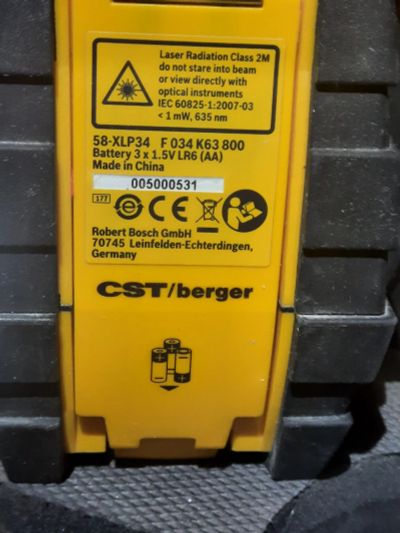 Laser Radiation Class 2M
do not stare into beam
or view directly with
optical instruments
IEC 60825-1:2007-03
< 1 mW, 635 nm
58-XLP34 F 034 K63 800
Battery 3 x 1.5V LR6 (AA)
Made in China
005000531
177
e CE
Robert Bosch GmbH
70745 Leinfelden-Echterdingen,
Germany
CST/berger